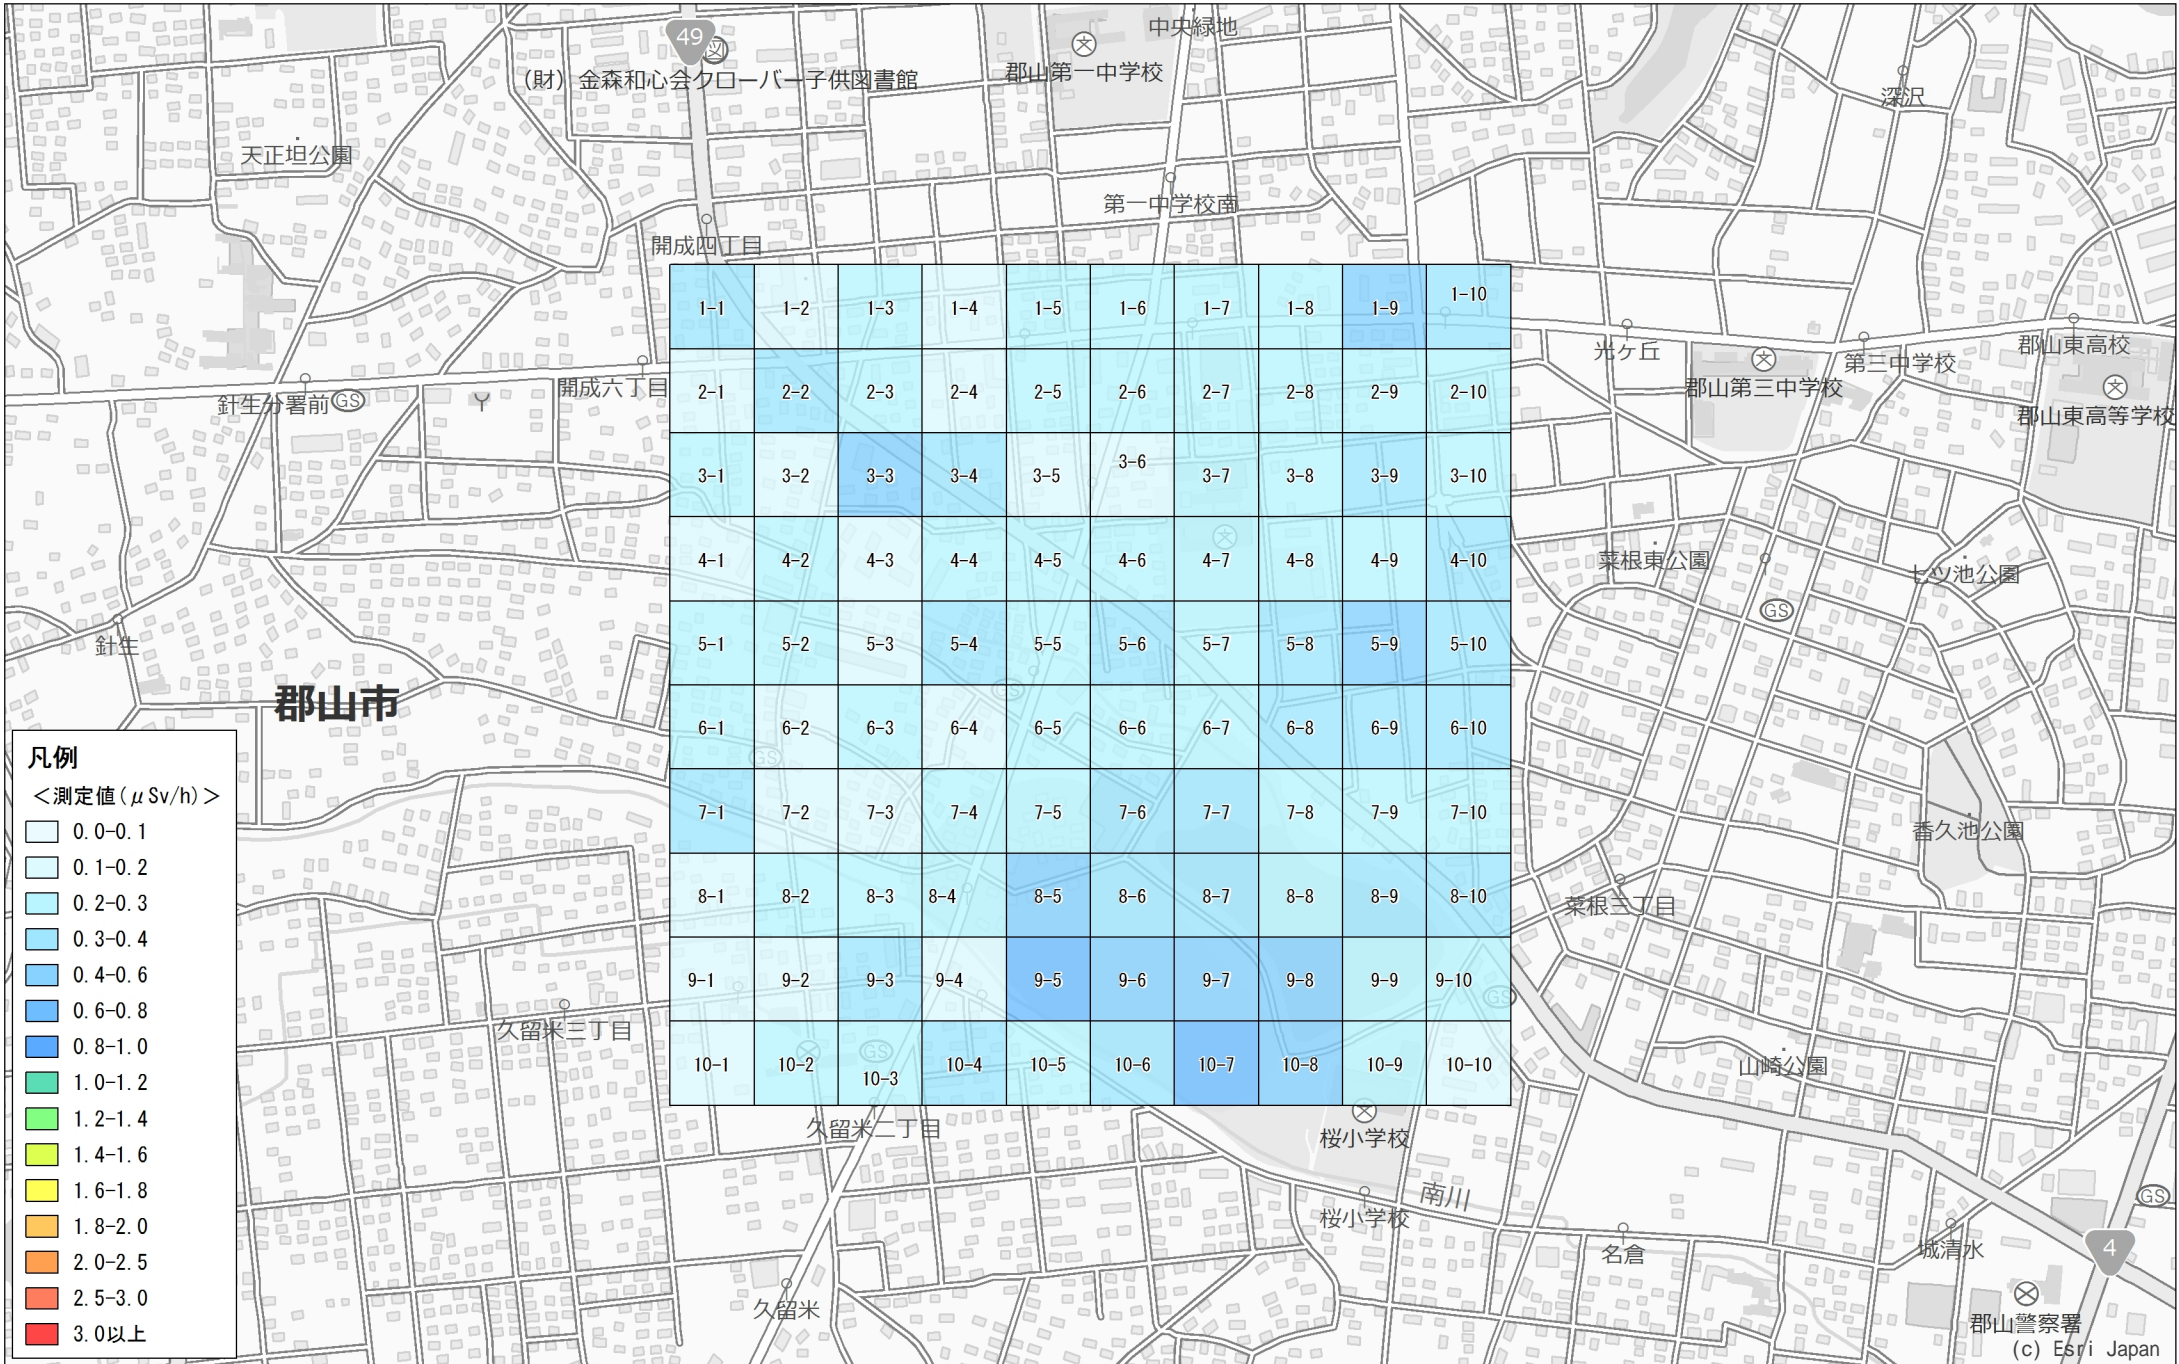 49
中央緑地
郡山第一中学校
(財)金森和心会クローバー子供図書館
深沢
天正坦公園
第一中学校南
開成四丁目
1-1 1-2 1-3 1-4 1-5 1-6 1-7 1-8 1-9 1-10
光ケ丘
郡山第三中学校
第三中学校
郡山東高校
郡山東高等学校
針生分署前
GS
開成六丁目
2-1 2-2 2-3 2-4 2-5 2-6 2-7 2-8 2-9 2-10
3-1 3-2 3-3 3-4 3-5 3-6 3-7 3-8 3-9 3-10
4-1 4-2 4-3 4-4 4-5 4-6 4-7 4-8 4-9 4-10
菜根東公園
七ツ池公園
GS
針生
5-1 5-2 5-3 5-4 5-5 5-6 5-7 5-8 5-9 5-10
GS
郡山市
6-1 6-2 6-3 6-4 6-5 6-6 6-7 6-8 6-9 6-10
GS
7-1 7-2 7-3 7-4 7-5 7-6 7-7 7-8 7-9 7-10
香久池公園
8-1 8-2 8-3 8-4 8-5 8-6 8-7 8-8 8-9 8-10
菜根三丁目
9-1 9-2 9-3 9-4 9-5 9-6 9-7 9-8 9-9 9-10
GS
久留米三丁目
GS
10-1 10-2 10-3 10-4 10-5 10-6 10-7 10-8 10-9 10-10
山崎公園
久留米二丁目
桜小学校
南川
桜小学校
GS
名倉
城清水
4
久留米
郡山警察署
凡例
<測定値(μSv/h)>
0.0-0.1
0.1-0.2
0.2-0.3
0.3-0.4
0.4-0.6
0.6-0.8
0.8-1.0
1.0-1.2
1.2-1.4
1.4-1.6
1.6-1.8
1.8-2.0
2.0-2.5
2.5-3.0
3.0以上
(c) Esri Japan